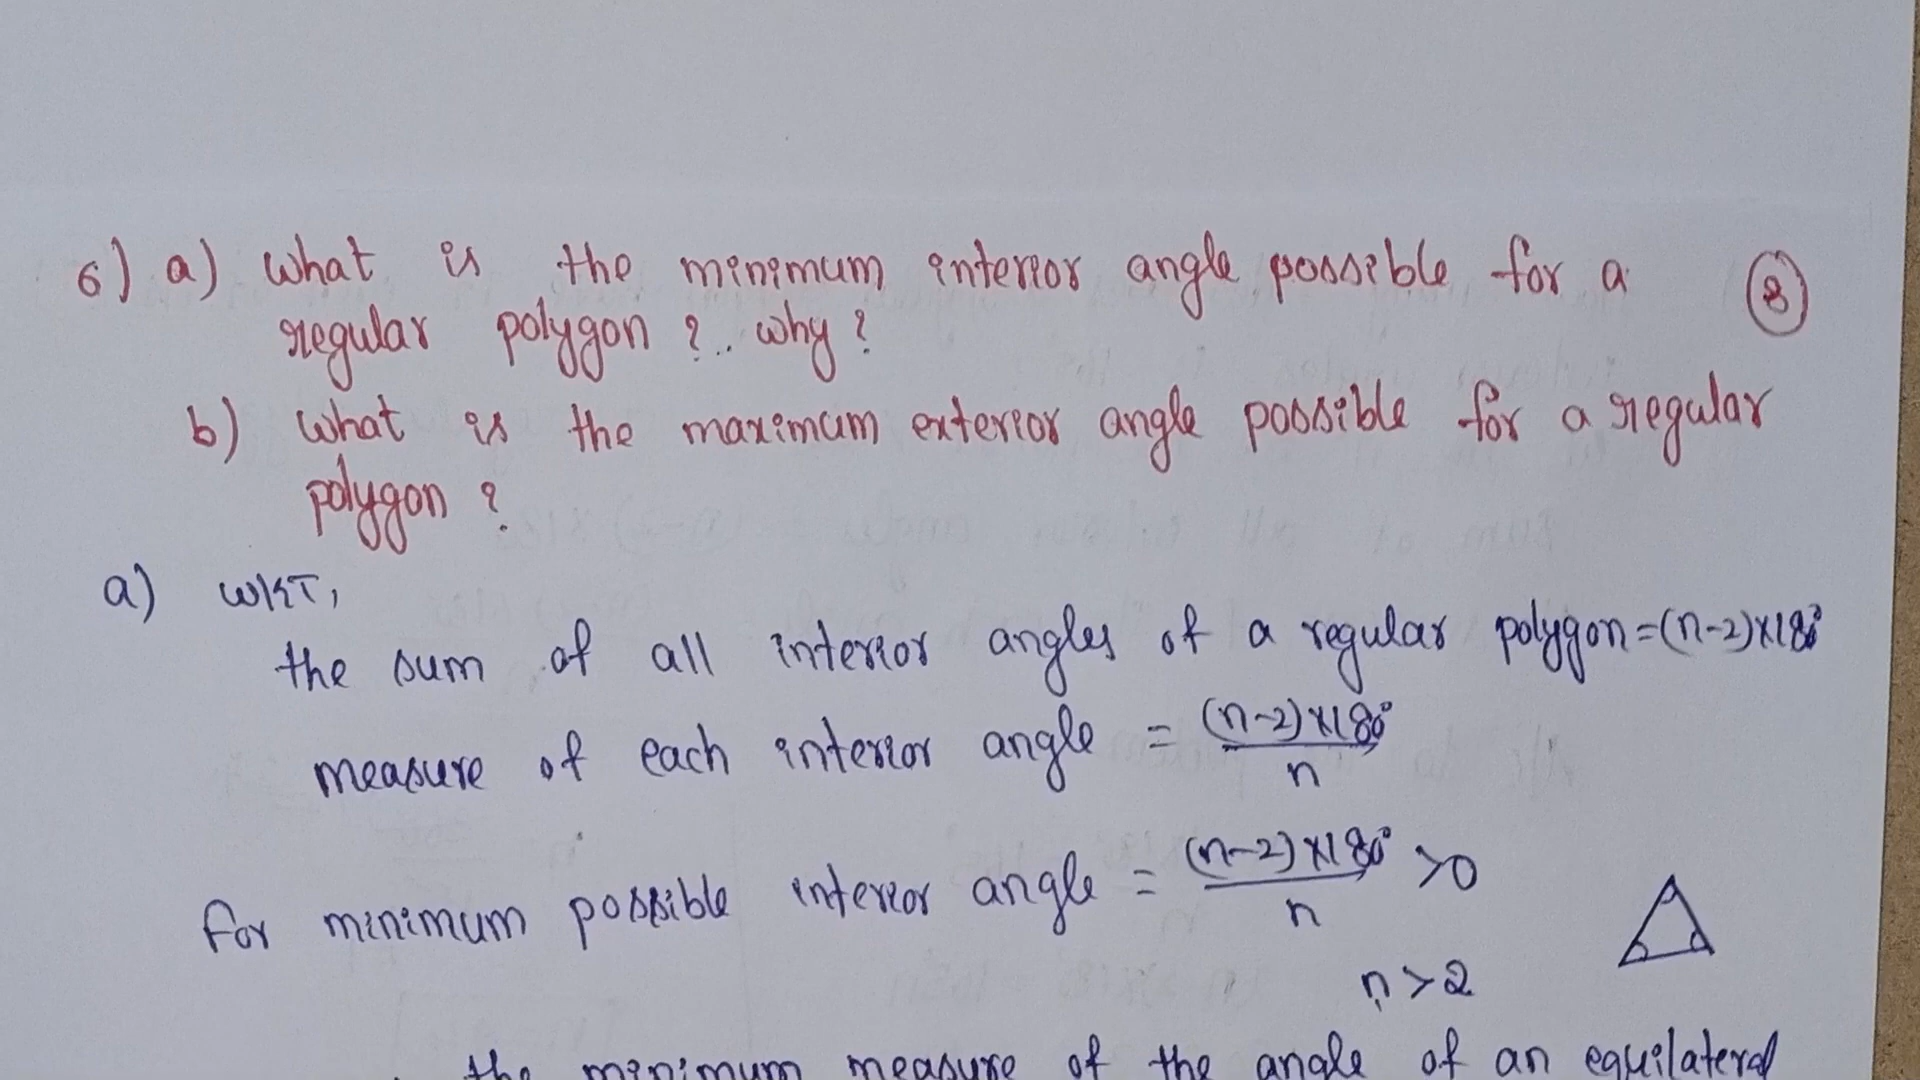 6) a) What is the minimum interior angle possible for a (8)
regular polygon ? .. why ?
b) What is the maximum exterior angle possible for a regular
polygon ?
a) WKT,
the sum of all interior angles of a regular polygon = (n-2)×180°
measure of each interior angle = (n-2)×180°
n
For minimum possible interior angle = (n-2)×180° >0
n
n > 2
the minimum measure of the angle of an equilateral